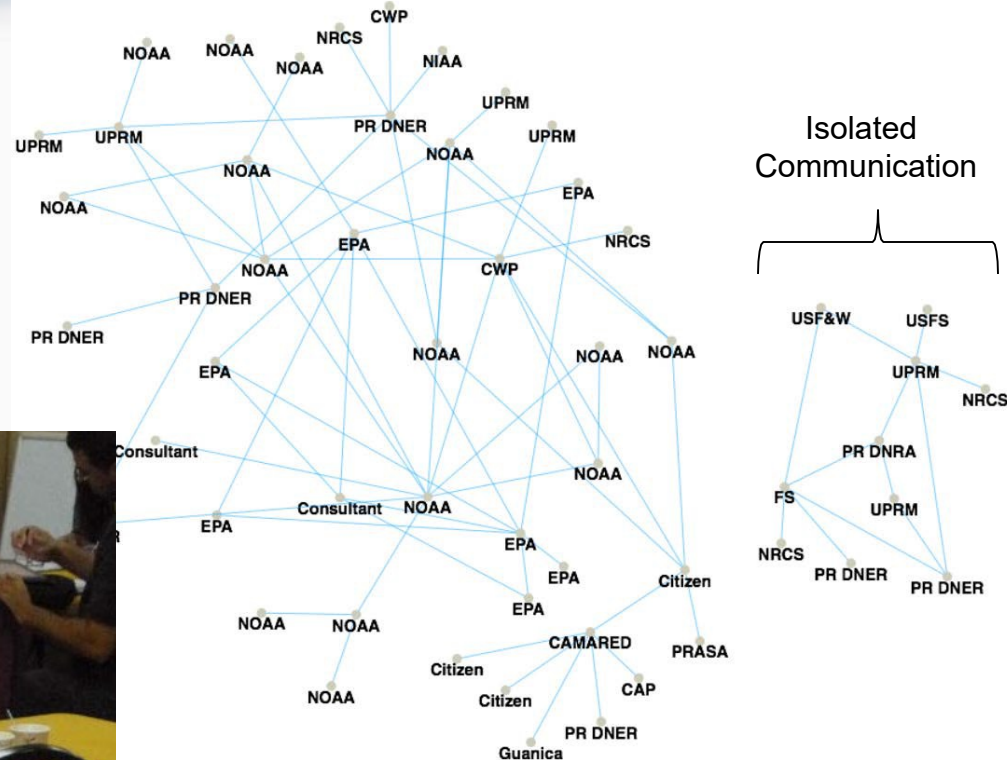 CWP
NRCS
NOAA
NOAA
NIAA
NOAA
UPRM
PR DNER
UPRM
UPRM
UPRM
NOAA
NOAA
EPA
NOAA
NRCS
EPA
NOAA
CWP
PR DNER
PR DNER
NOAA
NOAA
NOAA
EPA
Consultant
NOAA
Consultant
NOAA
EPA
R
EPA
EPA
Citizen
EPA
NOAA
NOAA
CAMARED
PRASA
Citizen
CAP
NOAA
Citizen
PR DNER
Guanica
Isolated
Communication
USF&W
USFS
UPRM
NRCS
PR DNRA
FS
UPRM
NRCS
PR DNER
PR DNER